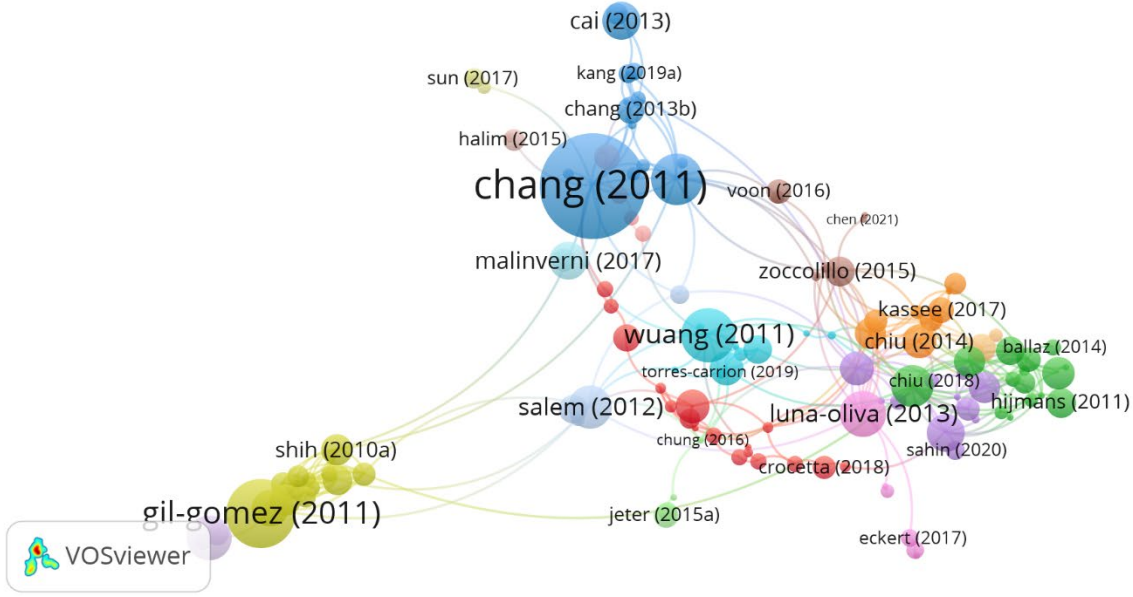 cai (2013)
sun (2017)
kang (2019a)
chang (2013b)
halim (2015)
chang (2011)
voon (2016)
chen (2021)
malinverni (2017)
zoccolillo (2015)
kassee (2017)
wuang (2011)
chiu (2014)
ballaz (2014)
torres-carrion (2019)
chiu (2018)
hijmans (2011)
salem (2012)
luna-oliva (2013)
chung (2016)
shih (2010a)
sahin (2020)
crocetta (2018)
gil-gomez (2011)
jeter (2015a)
eckert (2017)
VOSviewer